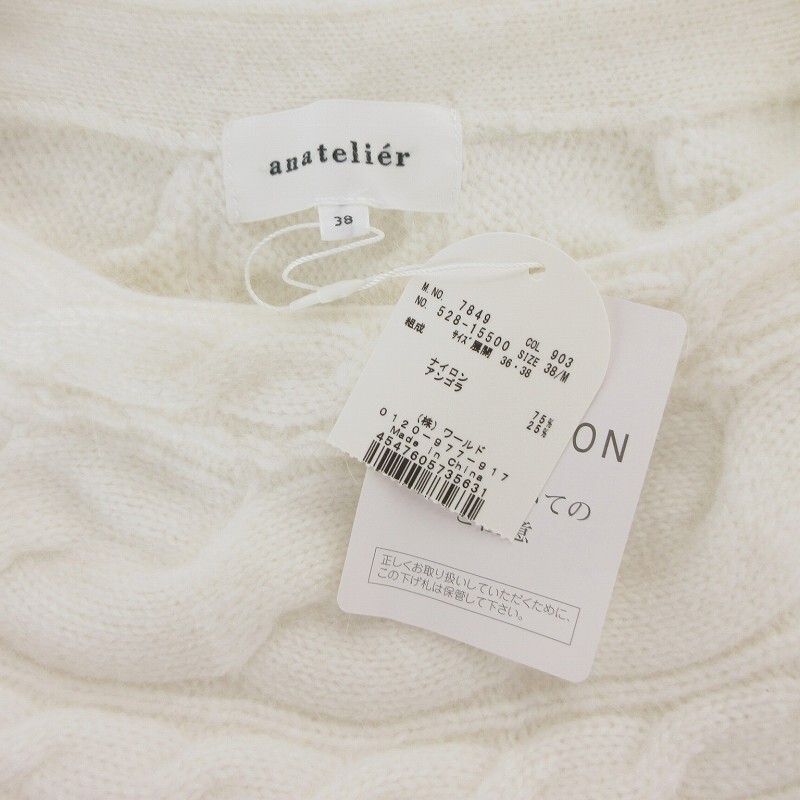 anateliér
38
M.NO. 7849
NO. 528-15500 COL 903
組成 サイズ展開 36・38 SIZE 38/M
ナイロン 75%
アンゴラ 25%
(株)ワールド
0120-977-917
Made in China
4547605735631
ON
ての
正しくお取り扱いしていただくために、
この下げ札は保管して下さい。